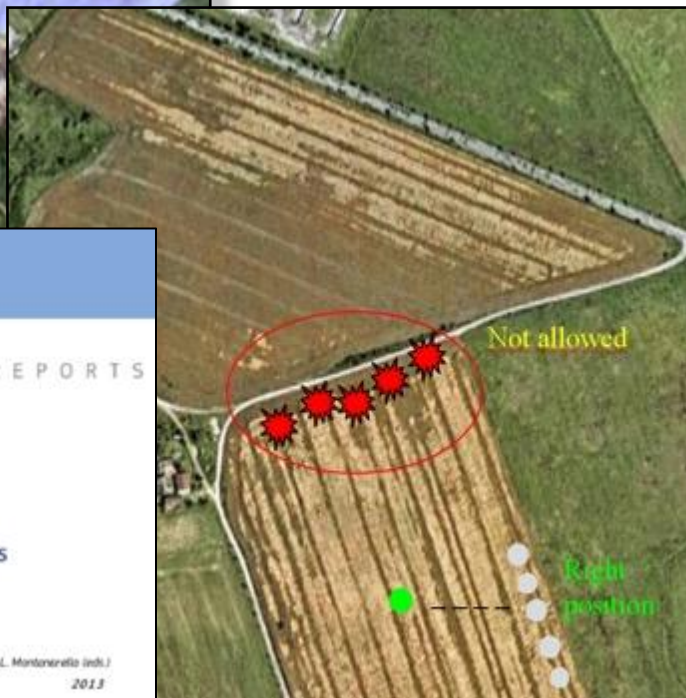 EPORTS
S
L. Montanarella (eds.)
2013
Not allowed
Right
position